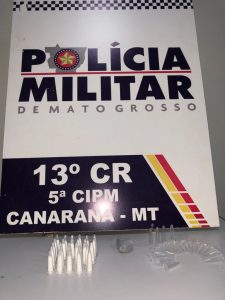 POLÍCIA
MILITAR
DE MATO GROSSO
13º CR
5ª CIPM
CANARANA - MT